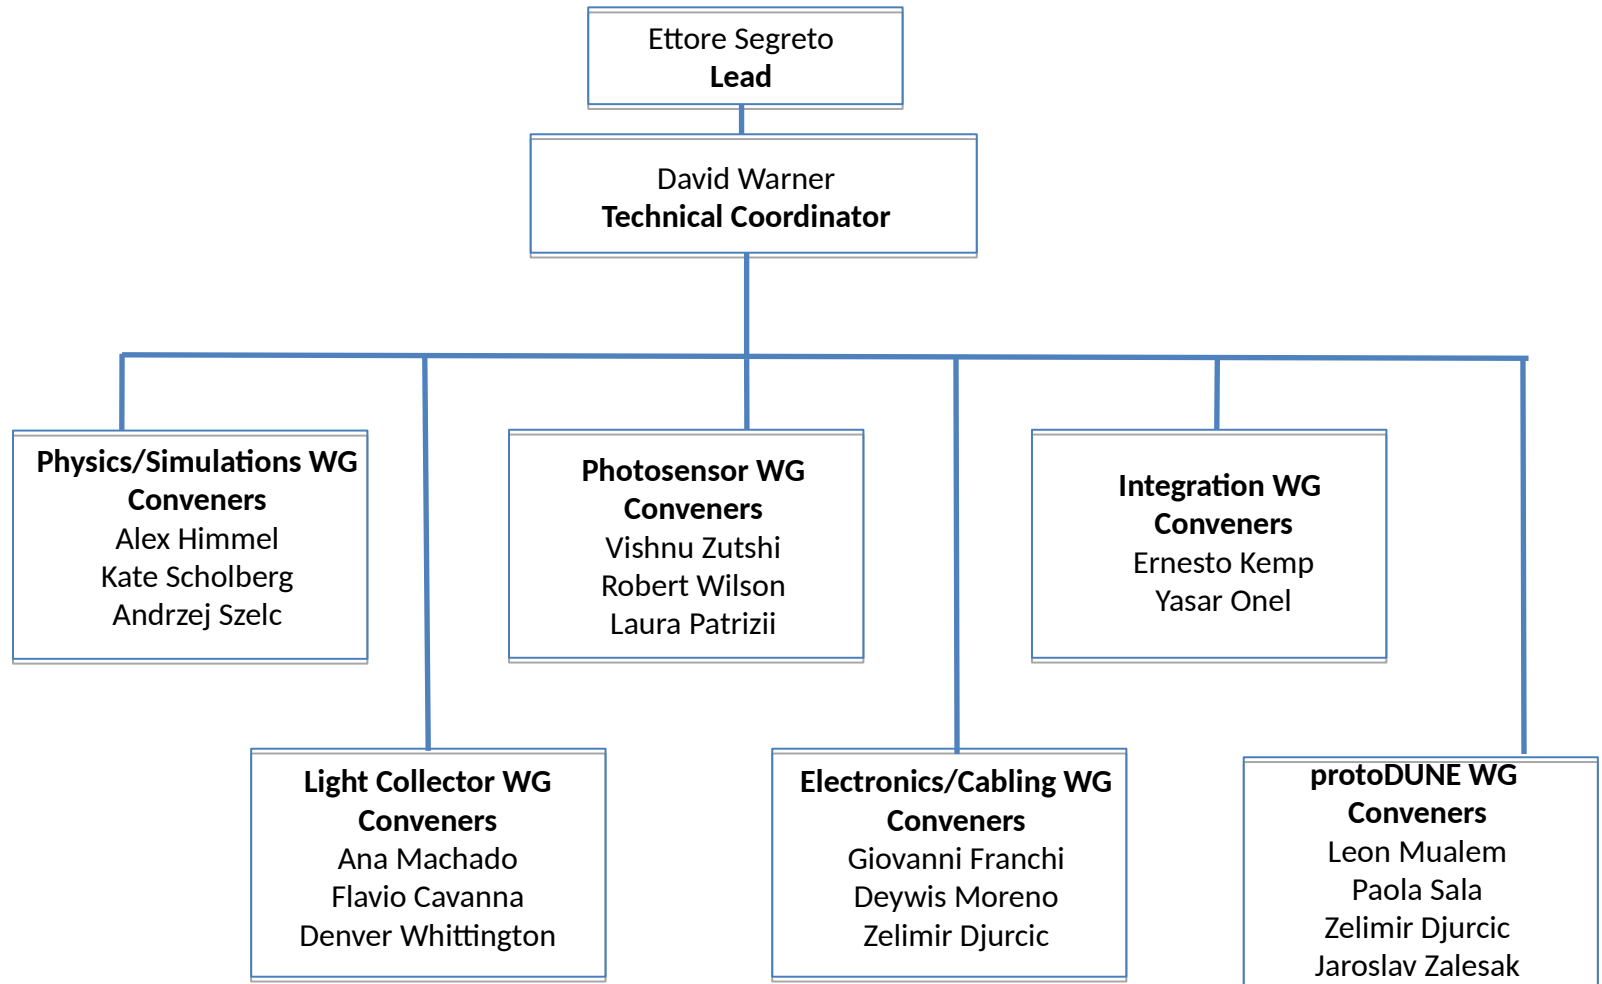 Ettore Segreto
Lead
David Warner
Technical Coordinator
Physics/Simulations WG
Conveners
Alex Himmel
Kate Scholberg
Andrzej Szelc
Photosensor WG
Conveners
Vishnu Zutshi
Robert Wilson
Laura Patrizii
Integration WG
Conveners
Ernesto Kemp
Yasar Onel
Light Collector WG
Conveners
Ana Machado
Flavio Cavanna
Denver Whittington
Electronics/Cabling WG
Conveners
Giovanni Franchi
Deywis Moreno
Zelimir Djurcic
protoDUNE WG
Conveners
Leon Mualem
Paola Sala
Zelimir Djurcic
Jaroslav Zalesak